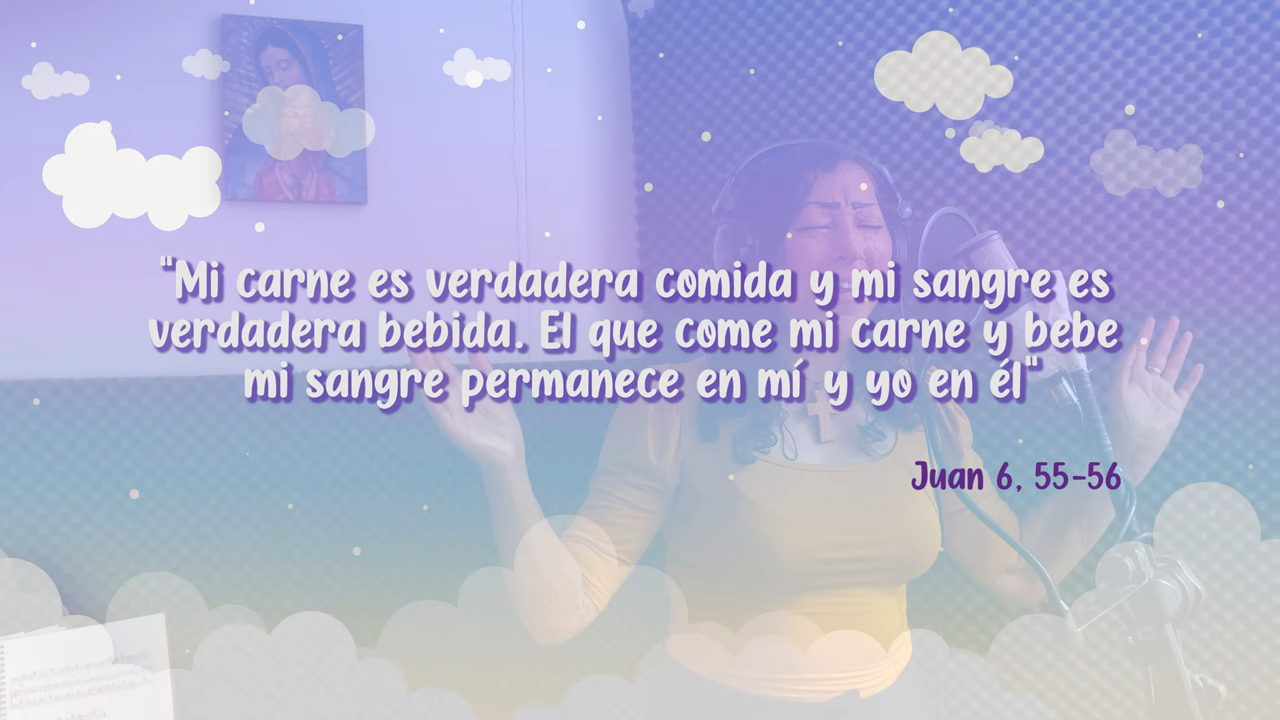 "Mi carne es verdadera comida y mi sangre es
verdadera bebida. El que come mi carne y bebe
mi sangre permanece en mí y yo en él"
Juan 6, 55-56